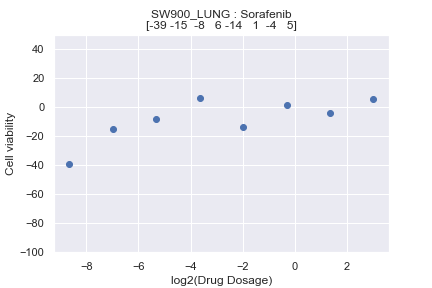 SW900_LUNG : Sorafenib
[-39 -15  -8   6 -14   1  -4   5]
40
20
0
−20
−40
−60
−80
−100
Cell viability
−8 −6 −4 −2 0 2
log2(Drug Dosage)